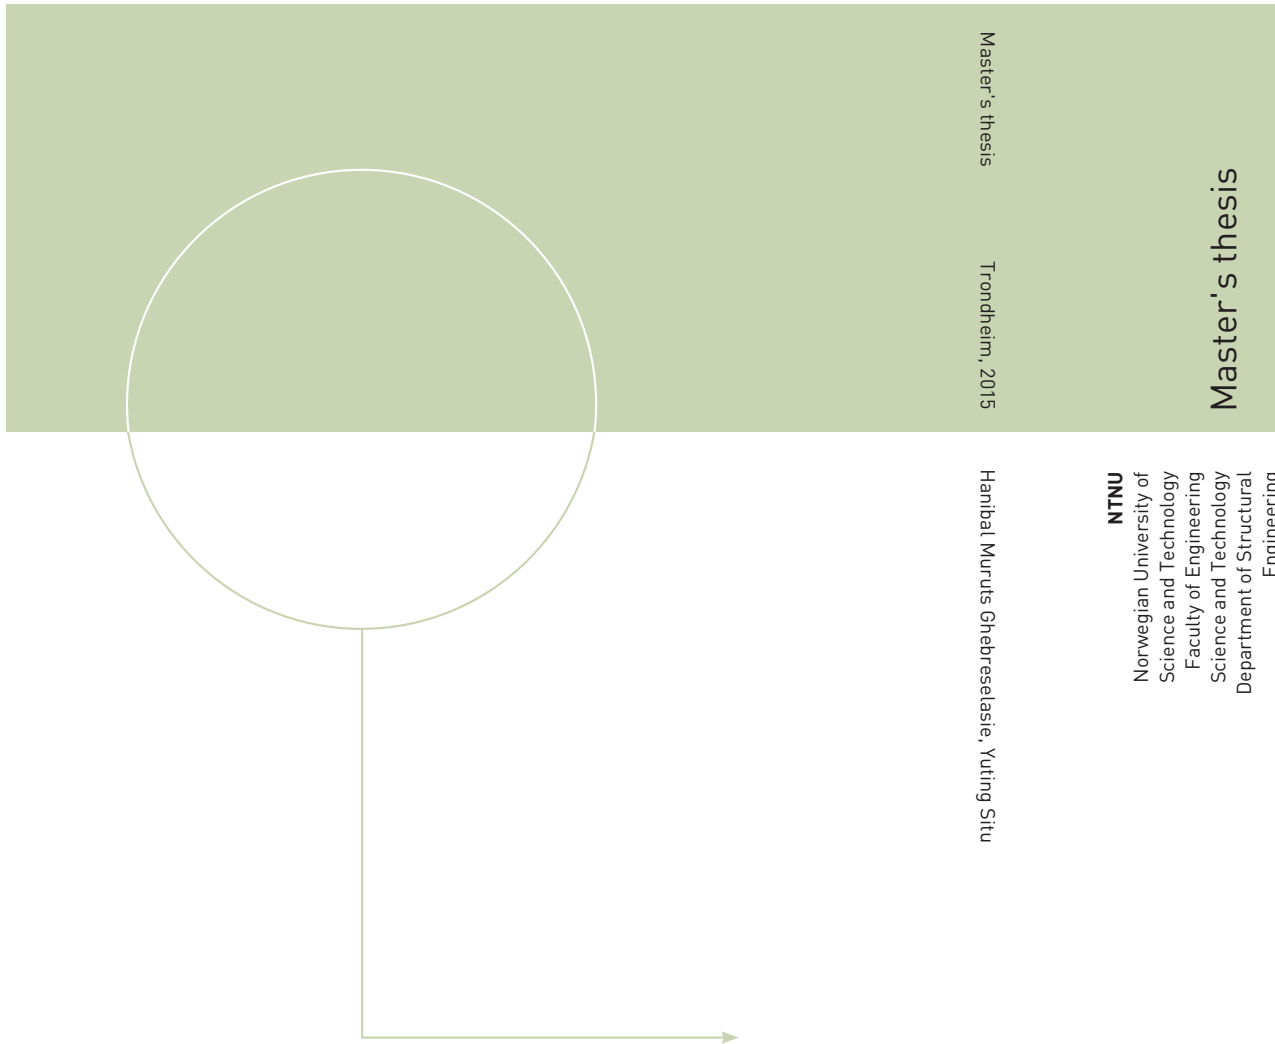 Master's thesis
Trondheim, 2015
Hanibal Muruts Ghebreselasie, Yuting Situ
Master's thesis
NTNU
Norwegian University of
Science and Technology
Faculty of Engineering
Science and Technology
Department of Structural
Engineering